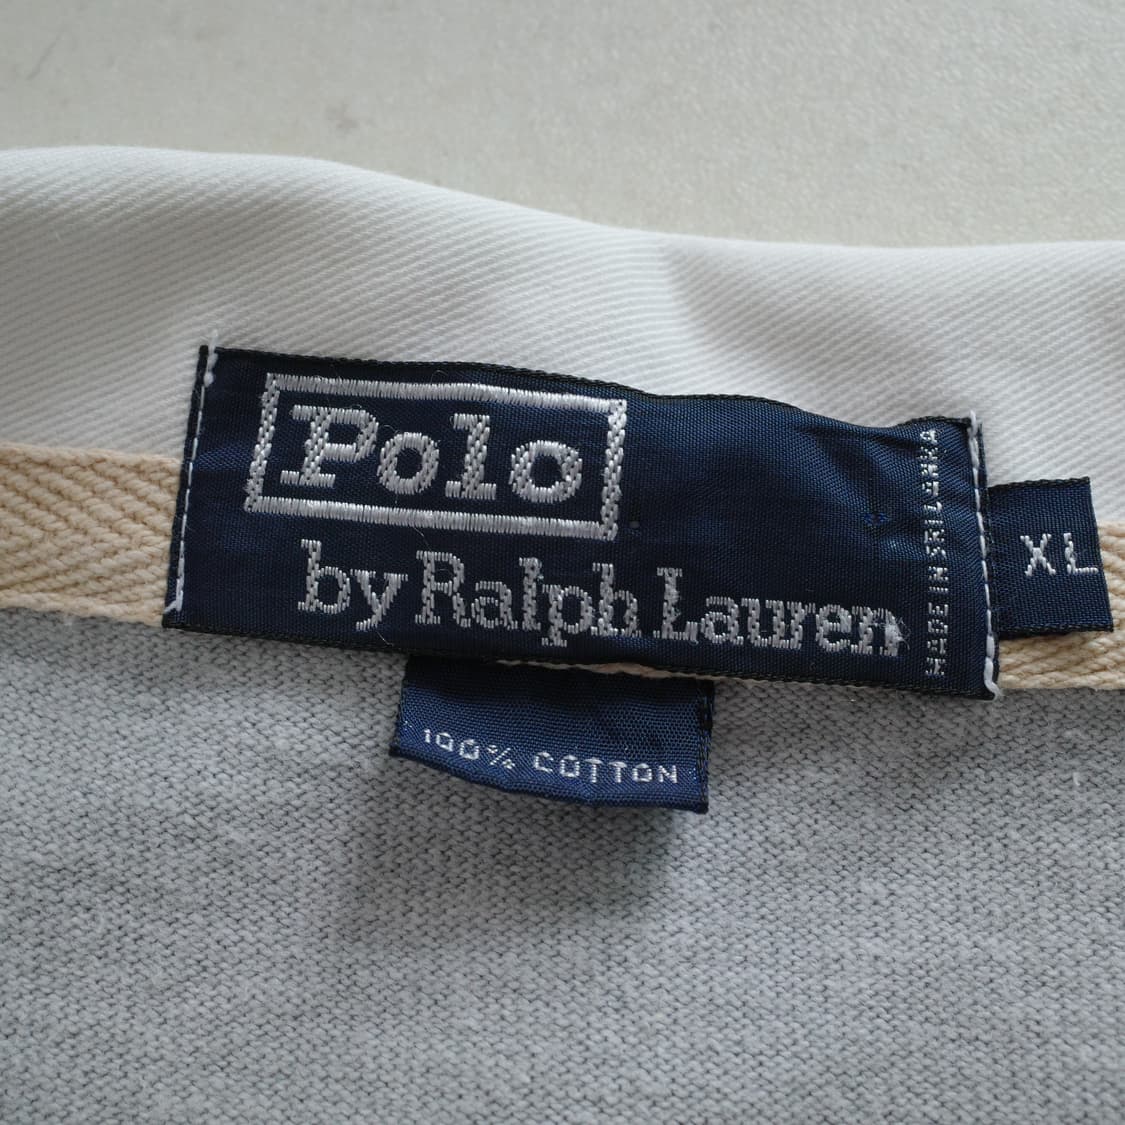 Polo
by Ralph Lauren
MADE IN SRI LANKA
XL
100% COTTON